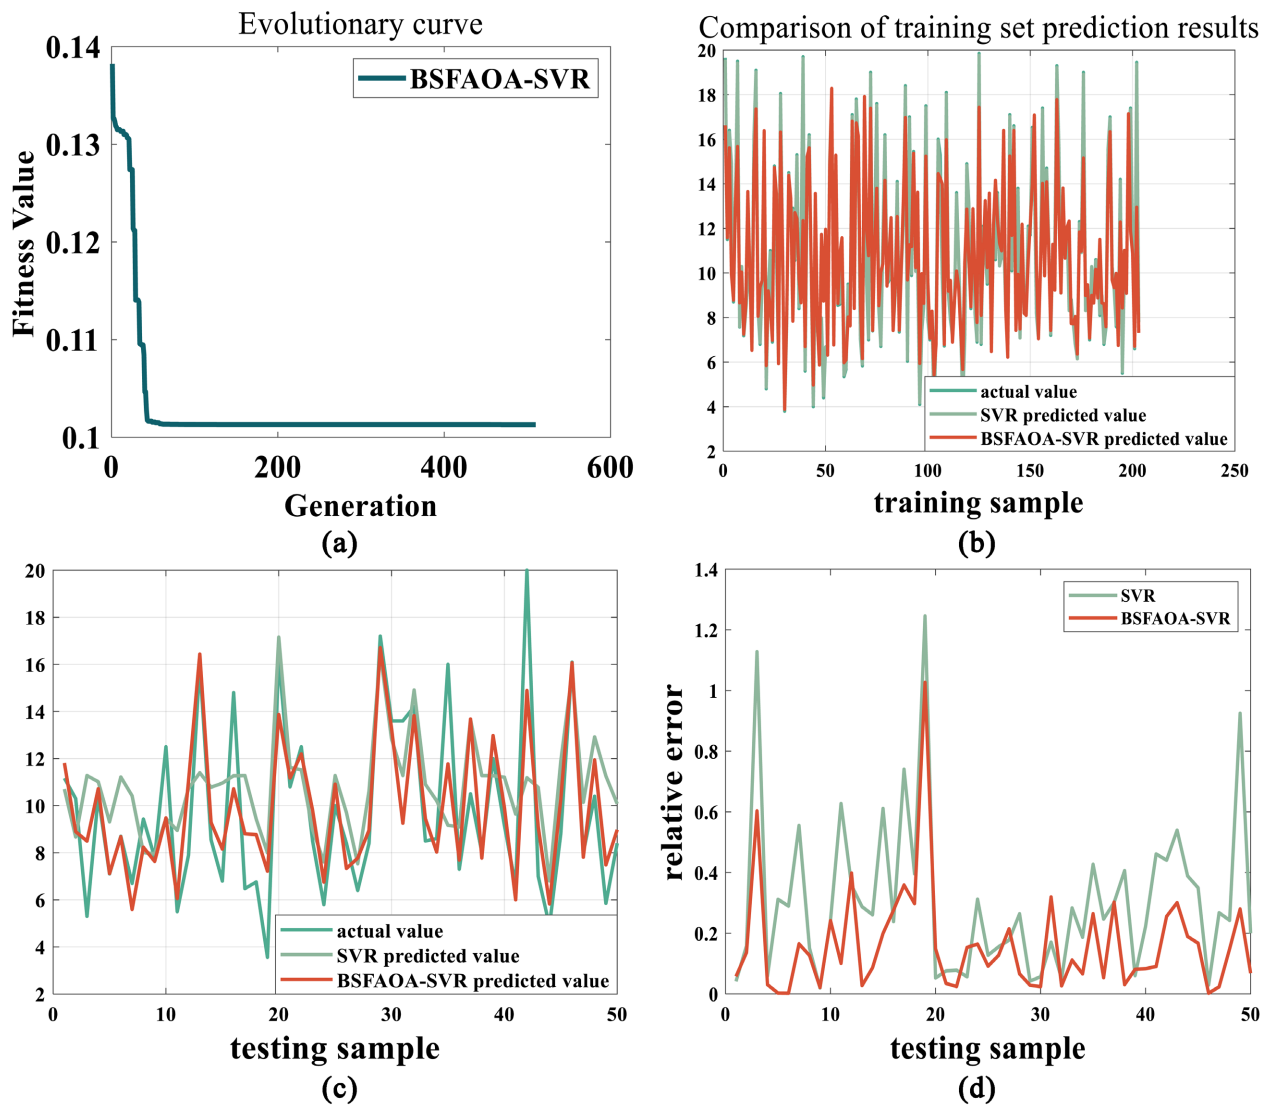 Evolutionary curve
0.14
0.13
0.12
0.11
0.1
Fitness Value
BSFAOA-SVR
0 200 400 600
Generation
(a)
Comparison of training set prediction results
20
18
16
14
12
10
8
6
4
2
actual value
SVR predicted value
BSFAOA-SVR predicted value
0 50 100 150 200 250
training sample
(b)
20
18
16
14
12
10
8
6
4
2
actual value
SVR predicted value
BSFAOA-SVR predicted value
0 10 20 30 40 50
testing sample
(c)
1.4
1.2
1
0.8
0.6
0.4
0.2
0
relative error
SVR
BSFAOA-SVR
0 10 20 30 40 50
testing sample
(d)